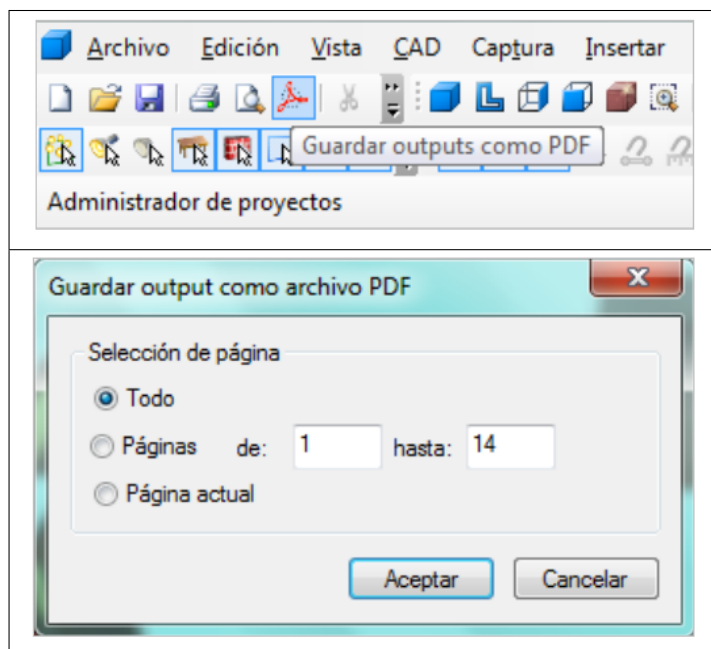 Archivo Edición Vista CAD Captura Insertar
Guardar outputs como PDF
Administrador de proyectos
Guardar output como archivo PDF
Selección de página
Todo
Páginas de: 1 hasta: 14
Página actual
Aceptar Cancelar